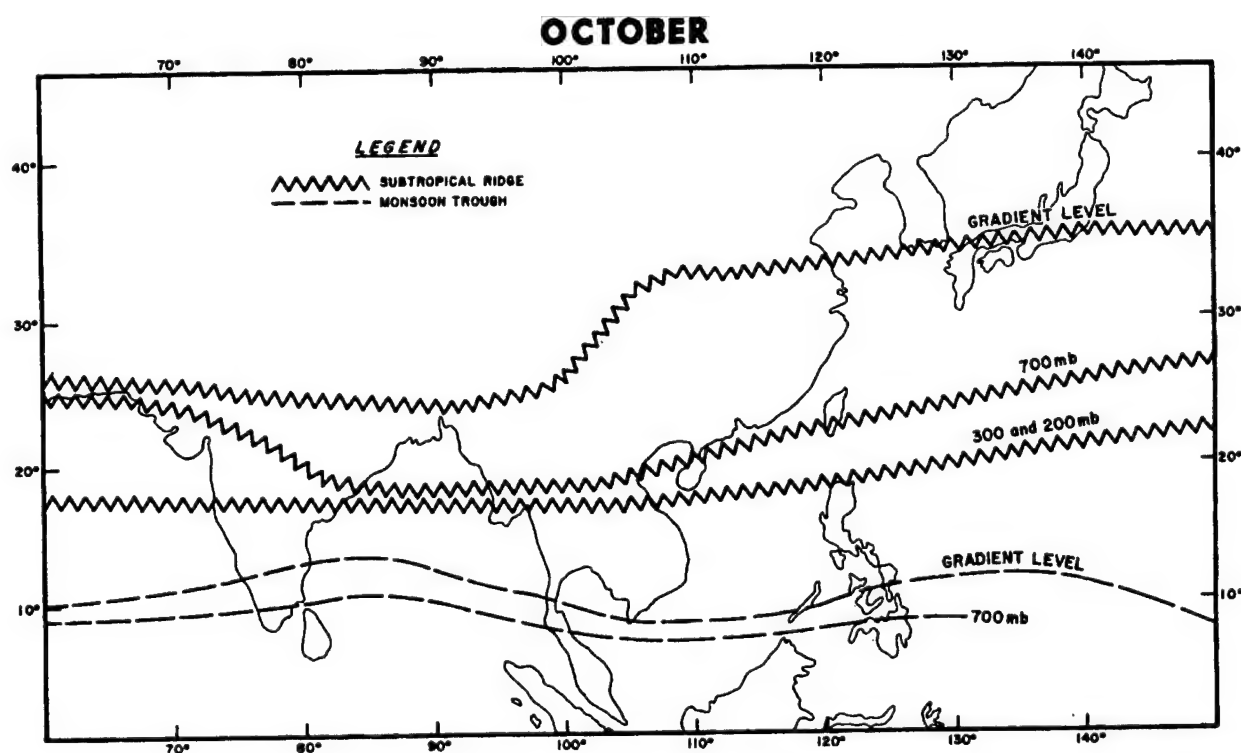 OCTOBER
70° 80° 90° 100° 110° 120° 130° 140°
LEGEND
SUBTROPICAL RIDGE
MONSOON TROUGH
40° 40°
GRADIENT LEVEL
30° 30°
700mb
300 and 200mb
20° 20°
GRADIENT LEVEL
10° 10°
700mb
70° 80° 90° 100° 110° 120° 130° 140°